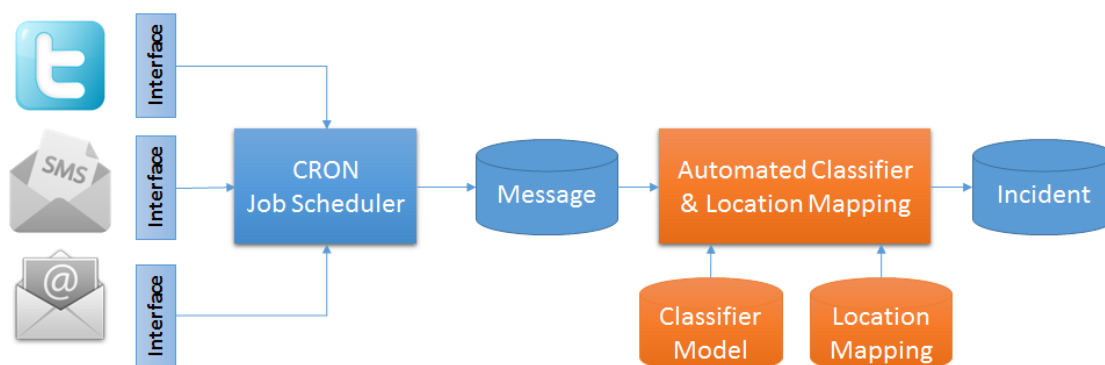 Interface
SMS
Interface
@
Interface
CRON
Job Scheduler
Message
Automated Classifier
& Location Mapping
Incident
Classifier
Model
Location
Mapping